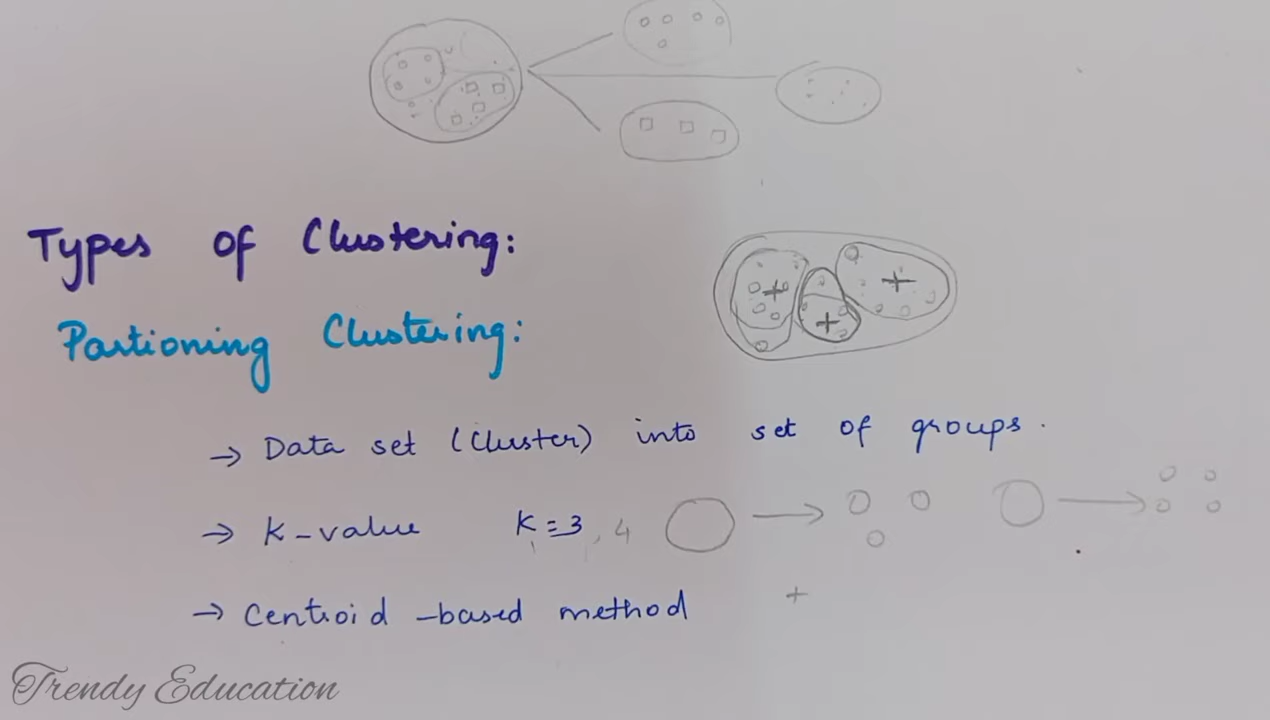 Types of Clustering:
Partioning Clustering:
→ Data set (Cluster) into set of groups.
→ K-value K=3, 4
→ Centroid -based method
Trendy Education